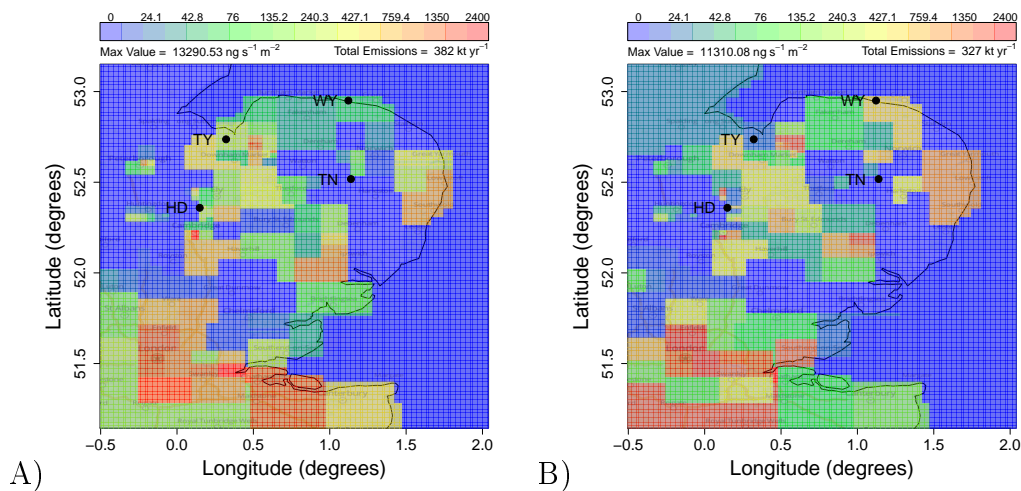 0 24.1 42.8 76 135.2 240.3 427.1 759.4 1350 2400
Max Value = 13290.53 ng s⁻¹ m⁻² Total Emissions = 382 kt yr⁻¹
53.0
52.5
52.0
51.5
Latitude (degrees)
WY
TY
TN
HD
London
−0.5 0.0 0.5 1.0 1.5 2.0
Longitude (degrees)
A)
0 24.1 42.8 76 135.2 240.3 427.1 759.4 1350 2400
Max Value = 11310.08 ng s⁻¹ m⁻² Total Emissions = 327 kt yr⁻¹
53.0
52.5
52.0
51.5
Latitude (degrees)
WY
TY
TN
HD
London
−0.5 0.0 0.5 1.0 1.5 2.0
Longitude (degrees)
B)